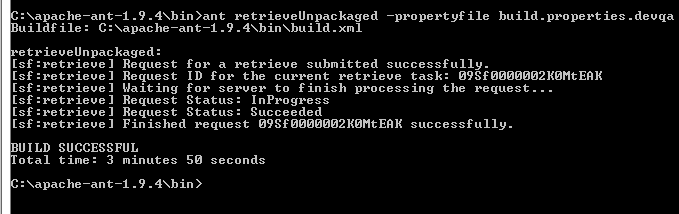 C:\apache-ant-1.9.4\bin>ant retrieveUnpackaged -propertyfile build.properties.devqa
Buildfile: C:\apache-ant-1.9.4\bin\build.xml
retrieveUnpackaged:
[sf:retrieve] Request for a retrieve submitted successfully.
[sf:retrieve] Request ID for the current retrieve task: 09Sf0000002K0MtEAK
[sf:retrieve] Waiting for server to finish processing the request...
[sf:retrieve] Request Status: InProgress
[sf:retrieve] Request Status: Succeeded
[sf:retrieve] Finished request 09Sf0000002K0MtEAK successfully.
BUILD SUCCESSFUL
Total time: 3 minutes 50 seconds
C:\apache-ant-1.9.4\bin>